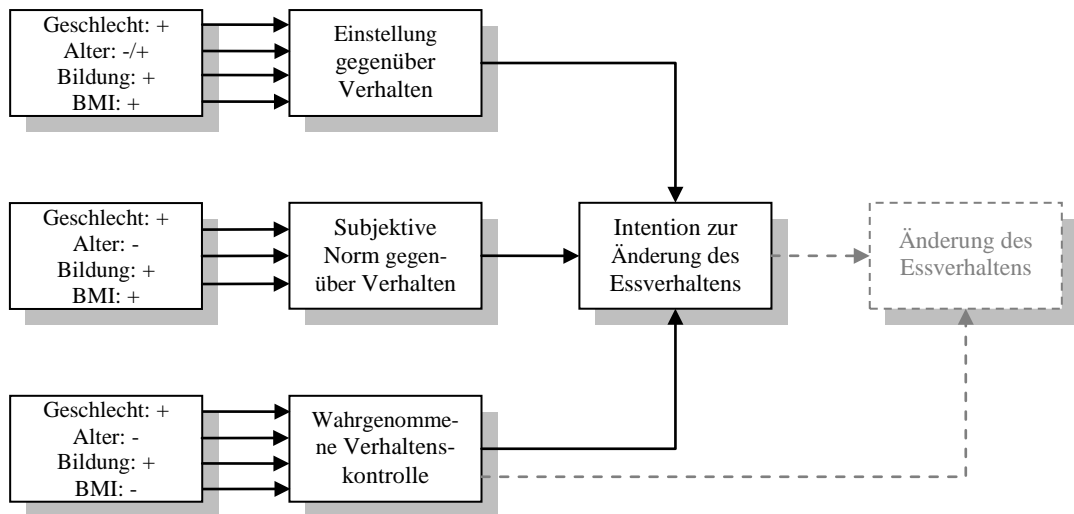 Geschlecht: +
Alter: -/+
Bildung: +
BMI: +
Einstellung
gegenüber
Verhalten
Geschlecht: +
Alter: -
Bildung: +
BMI: +
Subjektive
Norm gegen-
über Verhalten
Intention zur
Änderung des
Essverhaltens
Änderung des
Essverhaltens
Geschlecht: +
Alter: -
Bildung: +
BMI: -
Wahrgenomme-
ne Verhaltens-
kontrolle